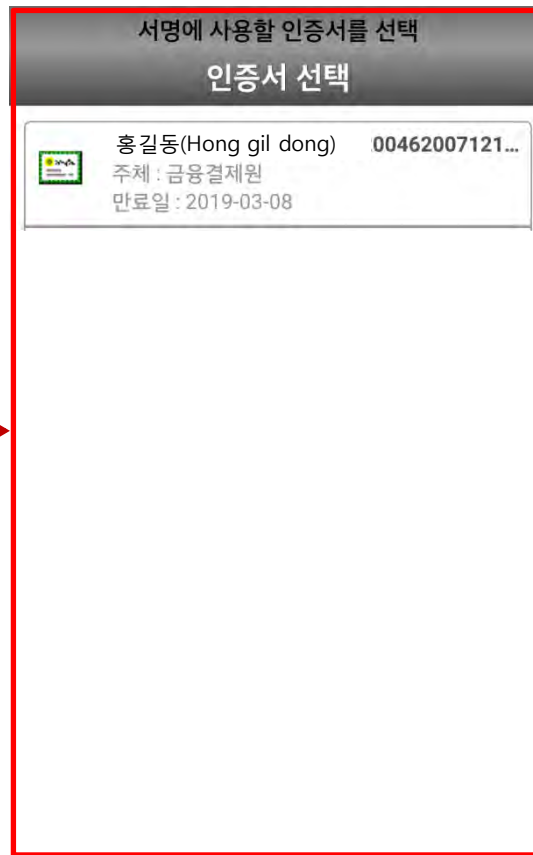 서명에 사용할 인증서를 선택
인증서 선택
홍길동(Hong gil dong) 00462007121...
주체 : 금융결제원
만료일 : 2019-03-08